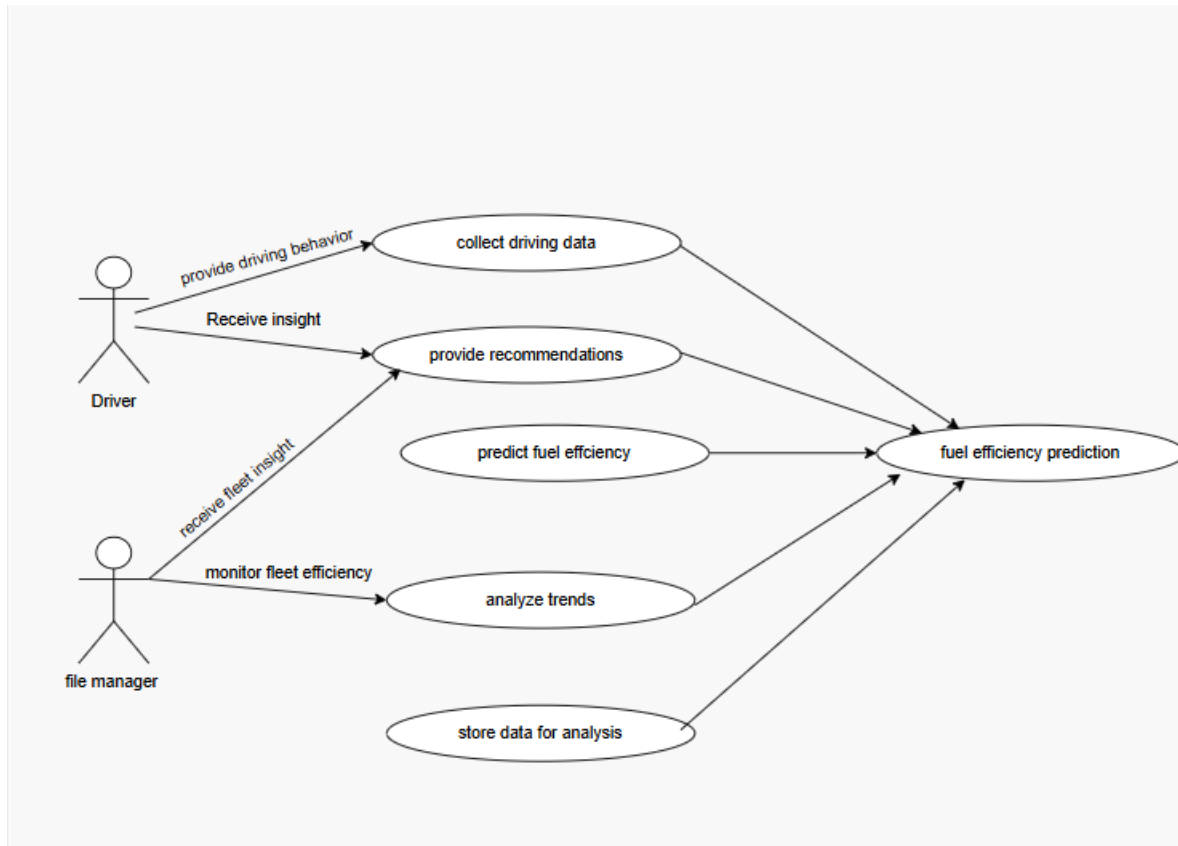 provide driving behavior
collect driving data
Receive insight
provide recommendations
Driver
predict fuel effciency
fuel efficiency prediction
receive fleet insight
monitor fleet efficiency
analyze trends
file manager
store data for analysis